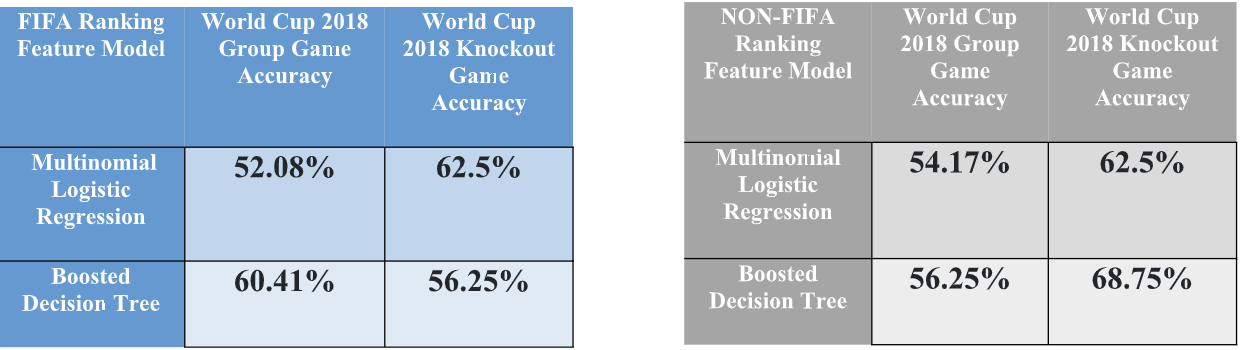 FIFA Ranking
Feature Model
World Cup 2018
Group Game
Accuracy
World Cup
2018 Knockout
Game
Accuracy
Multinomial
Logistic
Regression
52.08%
62.5%
Boosted
Decision Tree
60.41%
56.25%
NON-FIFA
Ranking
Feature Model
World Cup
2018 Group
Game
Accuracy
World Cup
2018 Knockout
Game
Accuracy
Multinomial
Logistic
Regression
54.17%
62.5%
Boosted
Decision Tree
56.25%
68.75%